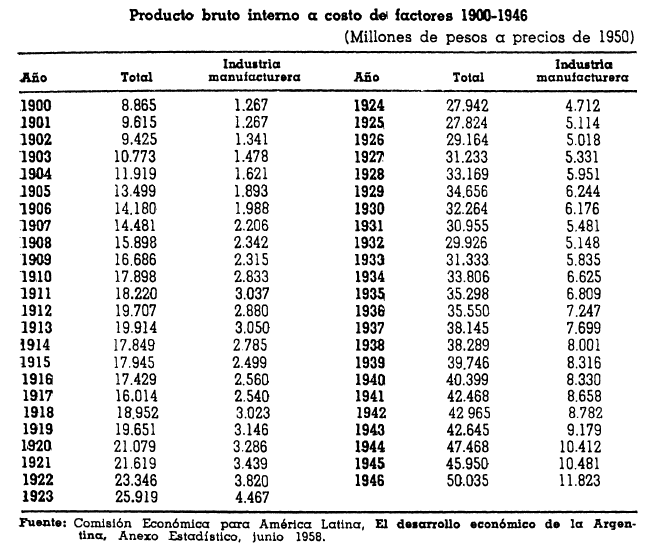 Producto bruto interno a costo de factores 1900-1946
(Millones de pesos a precios de 1950)
Año Total Industria manufacturera Año Total Industria manufacturera
1900 8.865 1.267 1924 27.942 4.712
1901 9.615 1.267 1925 27.824 5.114
1902 9.425 1.341 1926 29.164 5.018
1903 10.773 1.478 1927 31.233 5.331
1904 11.919 1.621 1928 33.169 5.951
1905 13.499 1.893 1929 34.656 6.244
1906 14.180 1.988 1930 32.264 6.176
1907 14.481 2.206 1931 30.955 5.481
1908 15.898 2.342 1932 29.926 5.148
1909 16.686 2.315 1933 31.333 5.835
1910 17.898 2.833 1934 33.806 6.625
1911 18.220 3.037 1935 35.298 6.809
1912 19.707 2.880 1936 35.550 7.247
1913 19.914 3.050 1937 38.145 7.699
1914 17.849 2.785 1938 38.289 8.001
1915 17.945 2.499 1939 39.746 8.316
1916 17.429 2.560 1940 40.399 8.330
1917 16.014 2.540 1941 42.468 8.658
1918 18,952 3.023 1942 42 965 8.782
1919 19.651 3.146 1943 42.645 9.179
1920 21.079 3.286 1944 47.468 10.412
1921 21.619 3.439 1945 45.950 10.481
1922 23.346 3.820 1946 50.035 11.823
1923 25.919 4.467
Fuente: Comisión Económica para América Latina, El desarrollo económico de la Argen-
tina, Anexo Estadístico, junio 1958.